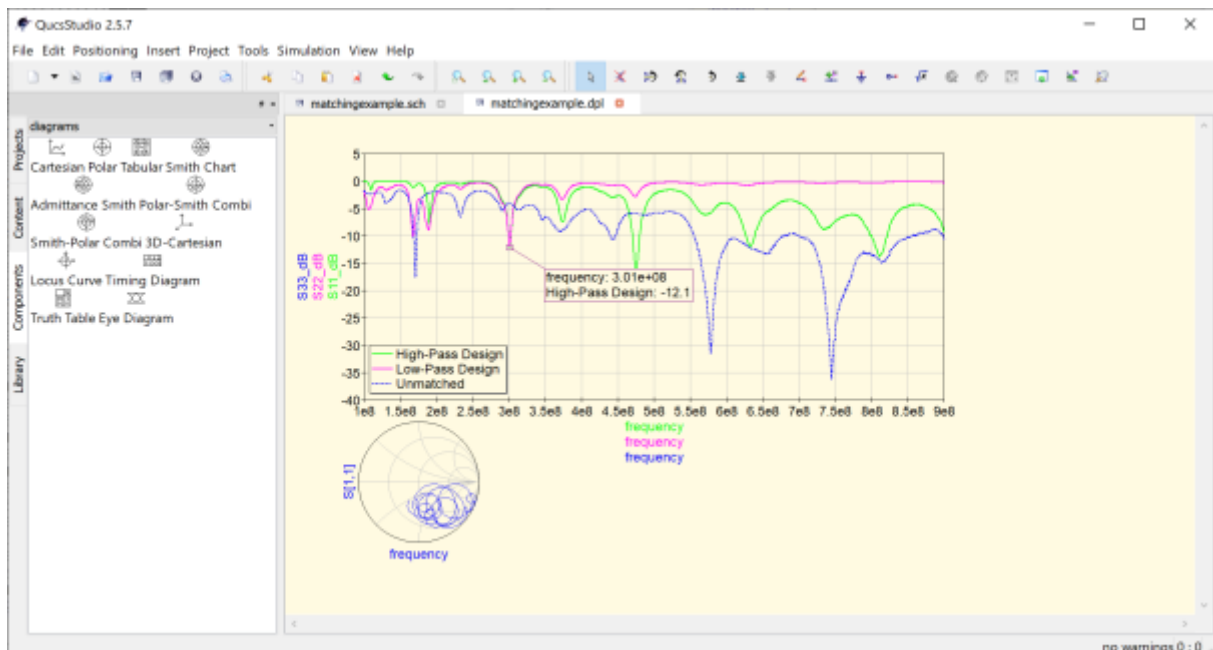 QucsStudio 2.5.7
File Edit Positioning Insert Project Tools Simulation View Help
matchingexample.sch
matchingexample.dpl
Projects
Content
Components
Library
diagrams
Cartesian Polar Tabular Smith Chart
Admittance Smith Polar-Smith Combi
Smith-Polar Combi 3D-Cartesian
Locus Curve Timing Diagram
Truth Table Eye Diagram
S33_dB
S22_dB
S11_dB
5
0
-5
-10
-15
-20
-25
-30
-35
-40
frequency: 3.01e+08
High-Pass Design: -12.1
High-Pass Design
Low-Pass Design
Unmatched
1e8 1.5e8 2e8 2.5e8 3e8 3.5e8 4e8 4.5e8 5e8 5.5e8 6e8 6.5e8 7e8 7.5e8 8e8 8.5e8 9e8
frequency
frequency
frequency
S[1,1]
frequency
no warnings 0 : 0